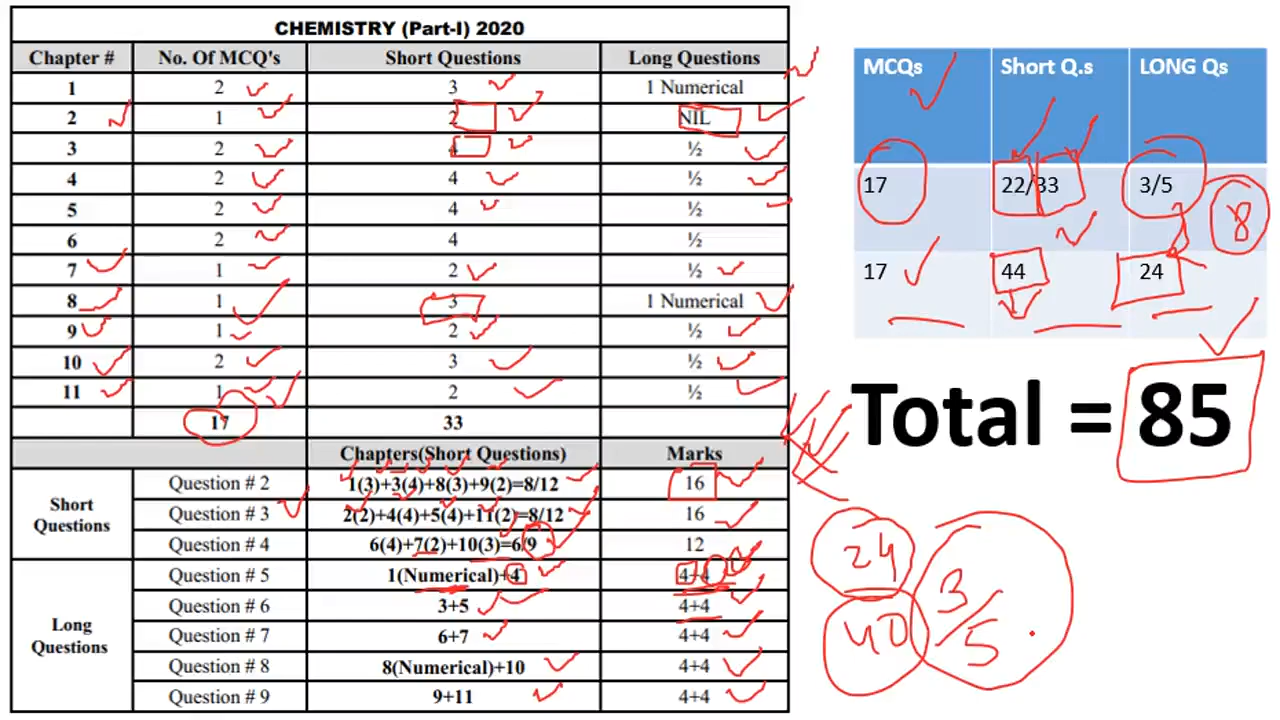 CHEMISTRY (Part-I) 2020
Chapter # No. Of MCQ's Short Questions Long Questions
1 2 3 1 Numerical
2 1 2 NIL
3 2 4 ½
4 2 4 ½
5 2 4 ½
6 2 4 ½
7 1 2 ½
8 1 3 1 Numerical
9 1 2 ½
10 2 3 ½
11 1 2 ½
17 33
Chapters(Short Questions) Marks
Short Questions
Question # 2 1(3)+3(4)+8(3)+9(2)=8/12 16
Question # 3 2(2)+4(4)+5(4)+11(2)=8/12 16
Question # 4 6(4)+7(2)+10(3)=6/9 12
Long Questions
Question # 5 1(Numerical)+4 4+4
Question # 6 3+5 4+4
Question # 7 6+7 4+4
Question # 8 8(Numerical)+10 4+4
Question # 9 9+11 4+4
MCQs Short Q.s LONG Qs
17 22/33 3/5
8
17 44 24
Total = 85
24
40
3/5